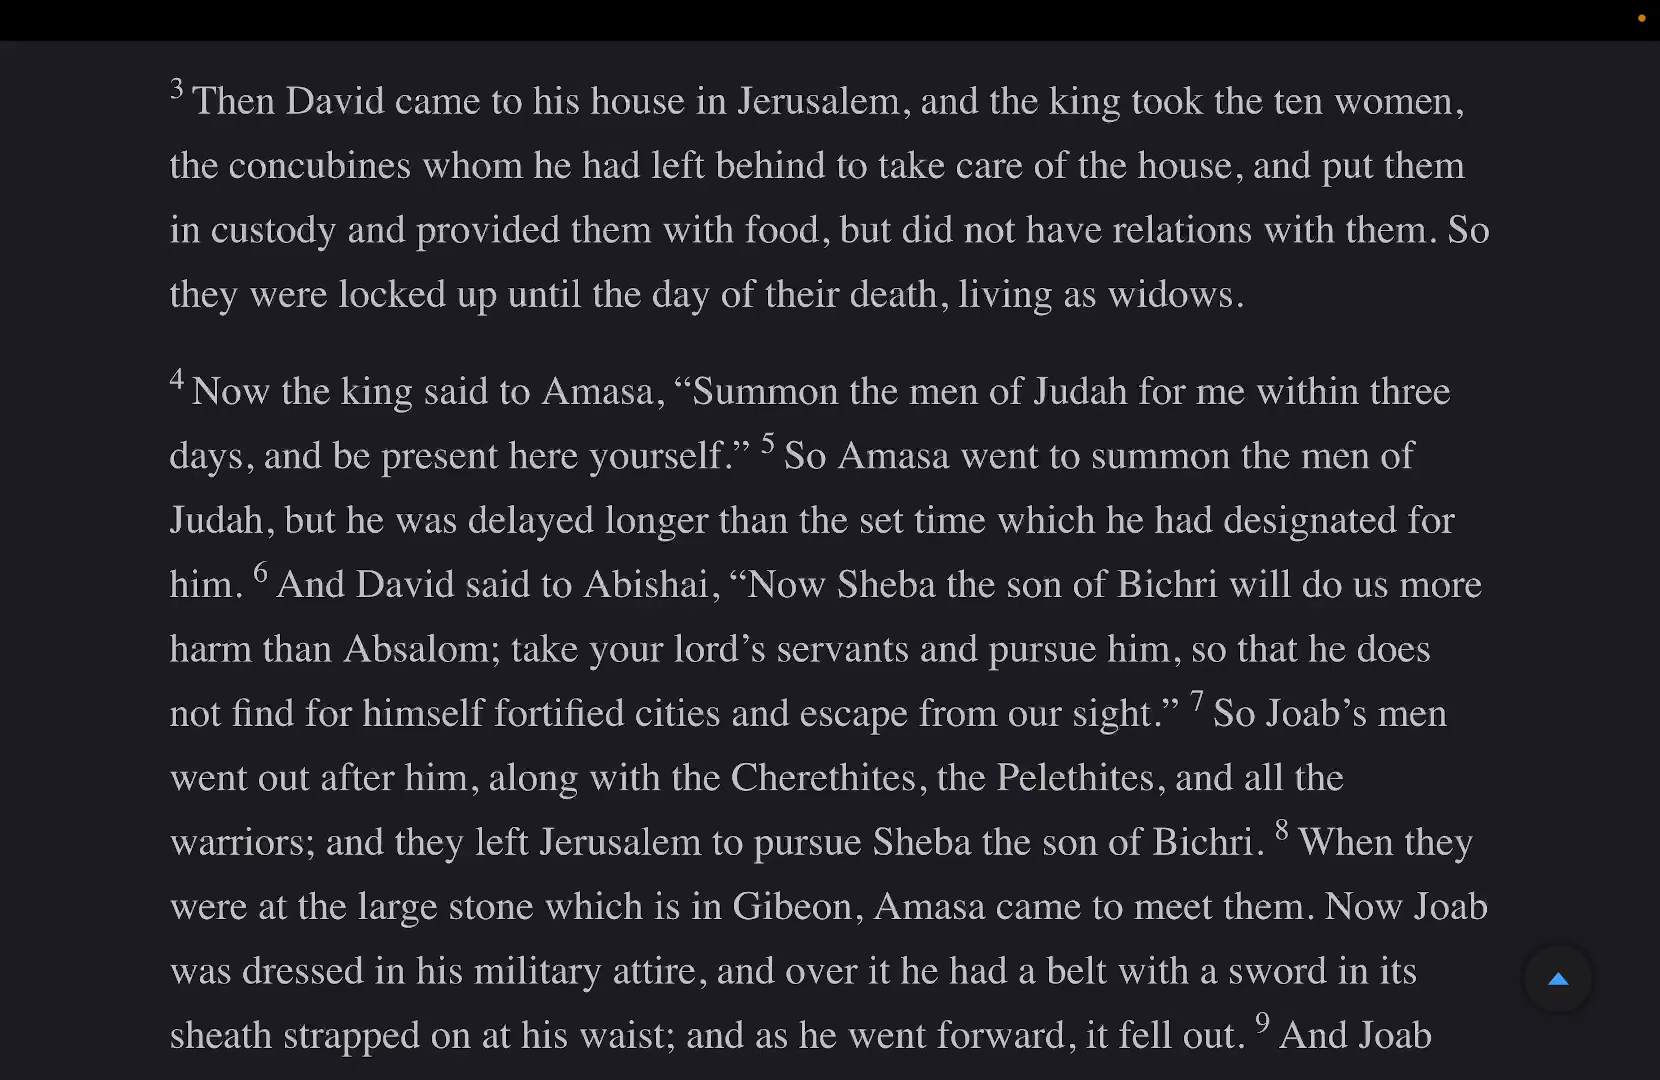 3 Then David came to his house in Jerusalem, and the king took the ten women,
the concubines whom he had left behind to take care of the house, and put them
in custody and provided them with food, but did not have relations with them. So
they were locked up until the day of their death, living as widows.
4 Now the king said to Amasa, “Summon the men of Judah for me within three
days, and be present here yourself.” 5 So Amasa went to summon the men of
Judah, but he was delayed longer than the set time which he had designated for
him. 6 And David said to Abishai, “Now Sheba the son of Bichri will do us more
harm than Absalom; take your lord’s servants and pursue him, so that he does
not find for himself fortified cities and escape from our sight.” 7 So Joab’s men
went out after him, along with the Cherethites, the Pelethites, and all the
warriors; and they left Jerusalem to pursue Sheba the son of Bichri. 8 When they
were at the large stone which is in Gibeon, Amasa came to meet them. Now Joab
was dressed in his military attire, and over it he had a belt with a sword in its
sheath strapped on at his waist; and as he went forward, it fell out. 9 And Joab